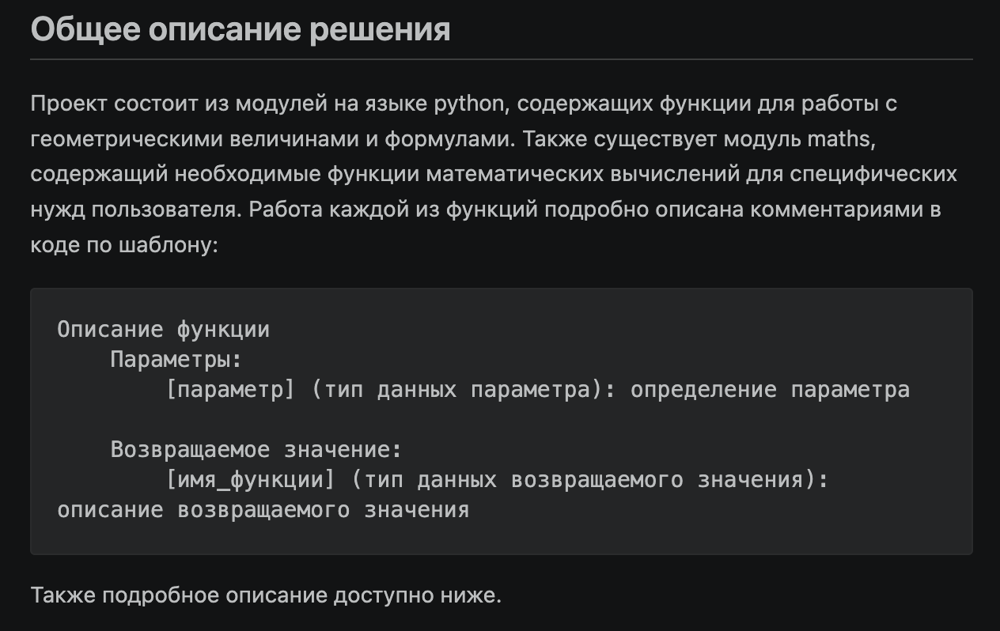 Общее описание решения
Проект состоит из модулей на языке python, содержащих функции для работы с
геометрическими величинами и формулами. Также существует модуль maths,
содержащий необходимые функции математических вычислений для специфических
нужд пользователя. Работа каждой из функций подробно описана комментариями в
коде по шаблону:
Описание функции
    Параметры:
        [параметр] (тип данных параметра): определение параметра

    Возвращаемое значение:
        [имя_функции] (тип данных возвращаемого значения):
описание возвращаемого значения
Также подробное описание доступно ниже.